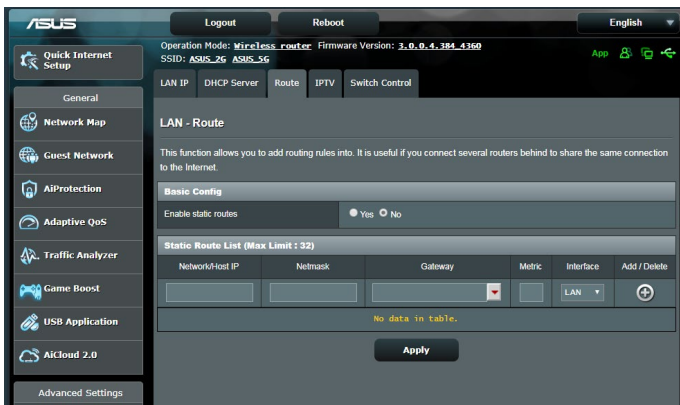 ASUS
Logout
Reboot
English
Quick Internet
Setup
Operation Mode: Wireless router Firmware Version: 3.0.0.4.384_4360
SSID: ASUS_2G ASUS_5G
App
General
Network Map
Guest Network
AiProtection
Adaptive QoS
Traffic Analyzer
Game Boost
USB Application
AiCloud 2.0
Advanced Settings
LAN IP
DHCP Server
Route
IPTV
Switch Control
LAN - Route
This function allows you to add routing rules into. It is useful if you connect several routers behind to share the same connection
to the Internet.
Basic Config
Enable static routes
Yes
No
Static Route List (Max Limit : 32)
Network/Host IP
Netmask
Gateway
Metric
Interface
Add / Delete
LAN
No data in table.
Apply